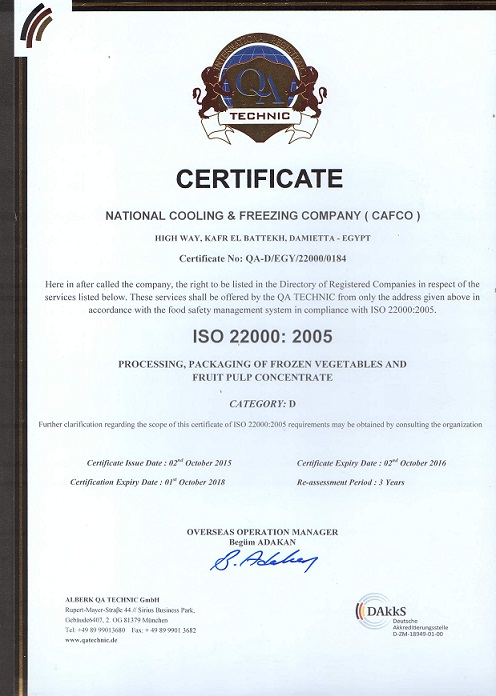 INTERNATIONAL
QA
TECHNIC
CERTIFICATE
NATIONAL COOLING & FREEZING COMPANY ( CAFCO )
HIGH WAY, KAFR EL BATTEKH, DAMIETTA - EGYPT
Certificate No: QA-D/EGY/22000/0184
Here in after called the company, the right to be listed in the Directory of Registered Companies in respect of the
services listed below. These services shall be offered by the QA TECHNIC from only the address given above in
accordance with the food safety management system in compliance with ISO 22000:2005.
ISO 22000: 2005
PROCESSING, PACKAGING OF FROZEN VEGETABLES AND
FRUIT PULP CONCENTRATE
CATEGORY: D
Further clarification regarding the scope of this certificate of ISO 22000:2005 requirements may be obtained by consulting the organization
Certificate Issue Date : 02nd October 2015 Certificate Expiry Date : 02nd October 2016
Certification Expiry Date : 01st October 2018 Re-assessment Period : 3 Years
OVERSEAS OPERATION MANAGER
Begüm ADAKAN
B. Adakan
ALBERK QA TECHNIC GmbH
Rupert-Mayer-Straße 44 // Sirius Business Park,
Gebäude6407, 2. OG 81379 München
Tel: +49 89 99013680 Fax: + 49 89 9901 3682
www.qatechnic.de
DAkkS
Deutsche
Akkreditierungsstelle
D-ZM-18949-01-00